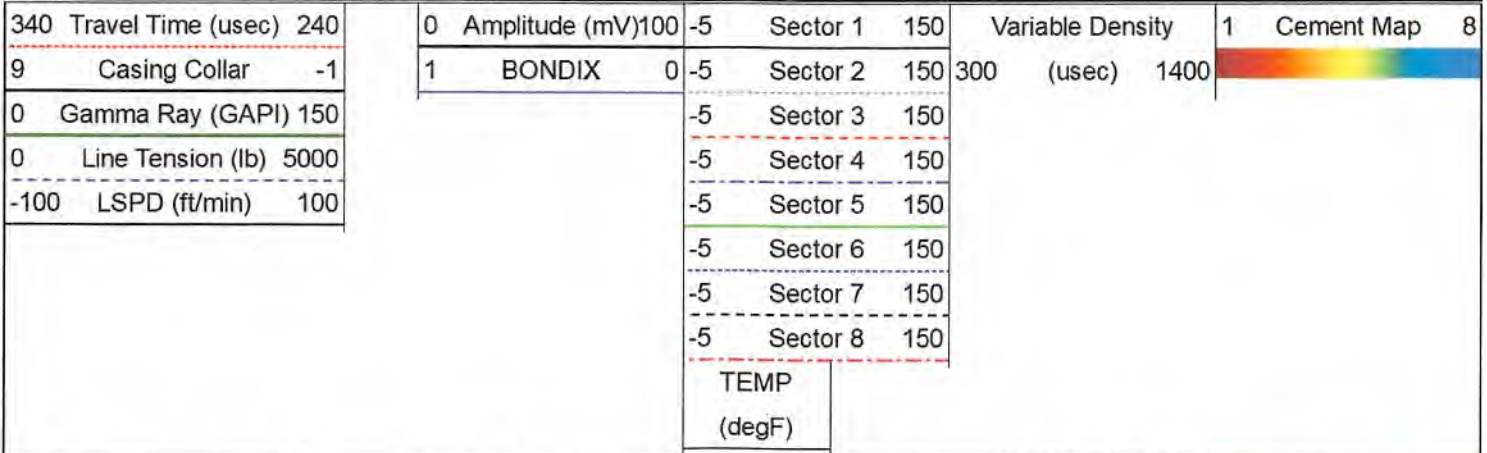 340 Travel Time (usec) 240
9 Casing Collar -1
0 Gamma Ray (GAPI) 150
0 Line Tension (lb) 5000
-100 LSPD (ft/min) 100
0 Amplitude (mV)100
1 BONDIX 0
-5 Sector 1 150
-5 Sector 2 150
-5 Sector 3 150
-5 Sector 4 150
-5 Sector 5 150
-5 Sector 6 150
-5 Sector 7 150
-5 Sector 8 150
TEMP
(degF)
Variable Density
300 (usec) 1400
1 Cement Map 8